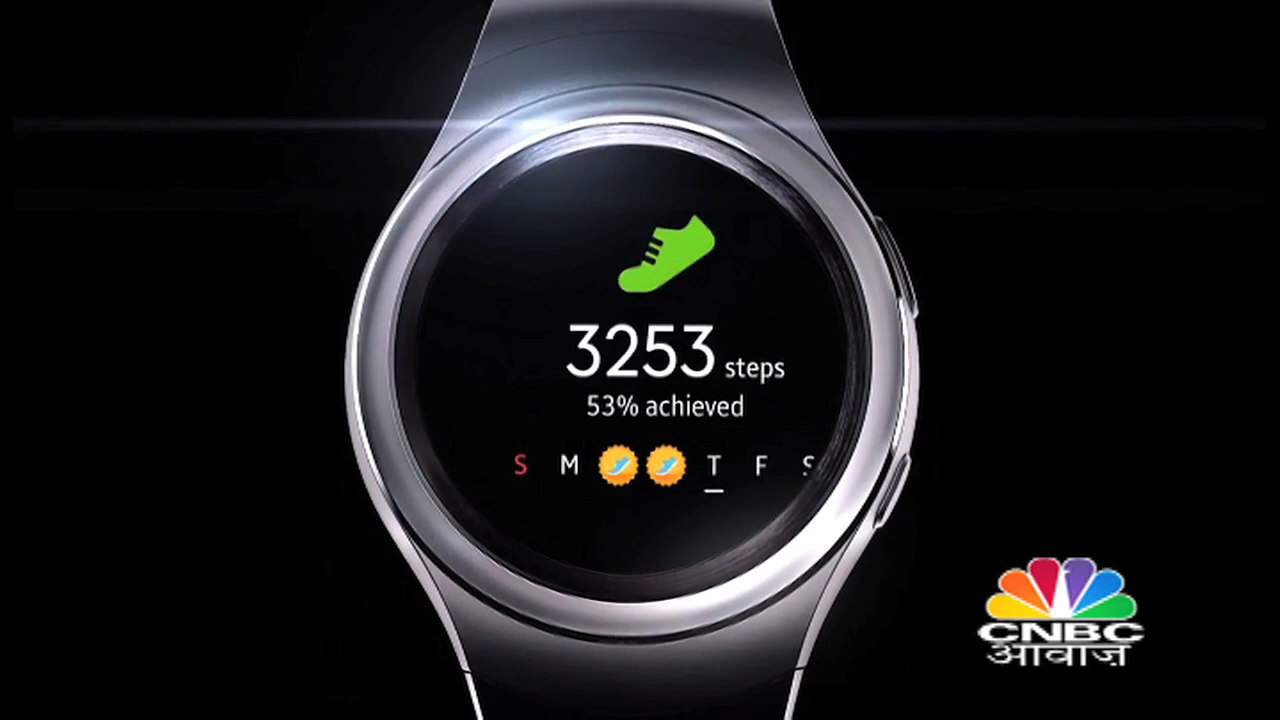 3253 steps
53% achieved
S M T F S
CNBC
आवाज़